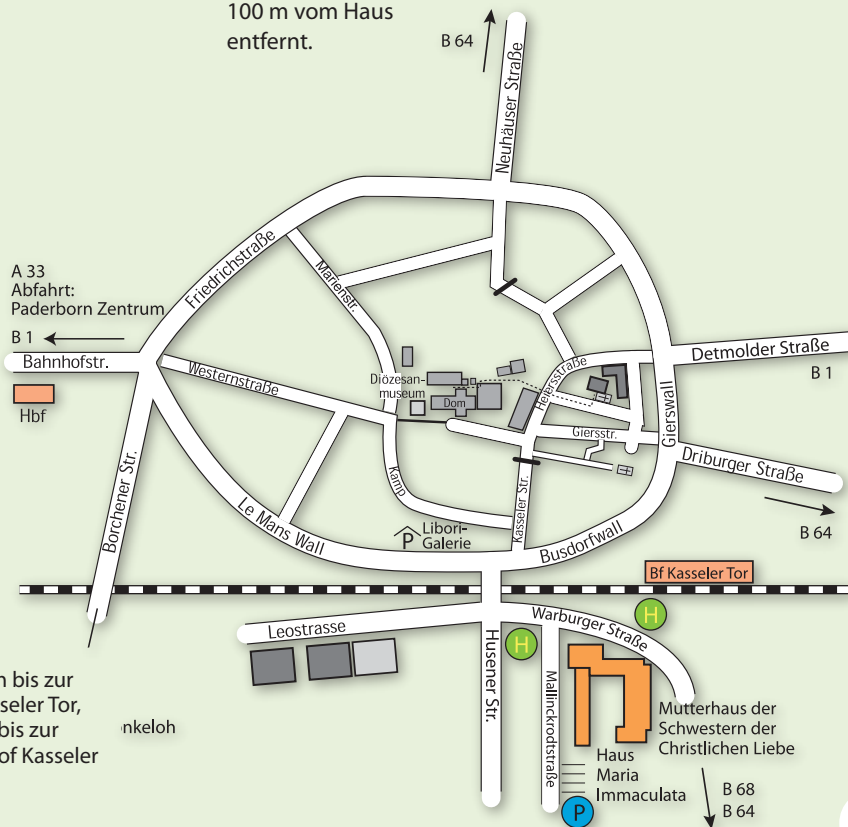 100 m vom Haus
entfernt.
B 64
Neuhäuser Straße
A 33
Abfahrt:
Paderborn Zentrum
B 1
Friedrichstraße
Marienstr.
Bahnhofstr.
Hbf
Westernstraße
Diözesan-
museum
Dom
Heiersstraße
Detmolder Straße
B 1
Gierswall
Giersstr.
Driburger Straße
B 64
Borchener Str.
Le Mans Wall
Kamp
P
Libori-
Galerie
Kasseler Str.
Busdorfwall
Bf Kasseler Tor
H
Leostrasse
Husener Str.
H
Warburger Straße
Mallinckrodtstraße
Mutterhaus der
Schwestern der
Christlichen Liebe
Haus
Maria
Immaculata
P
B 68
B 64
n bis zur
seler Tor,
bis zur
of Kasseler
nkeloh